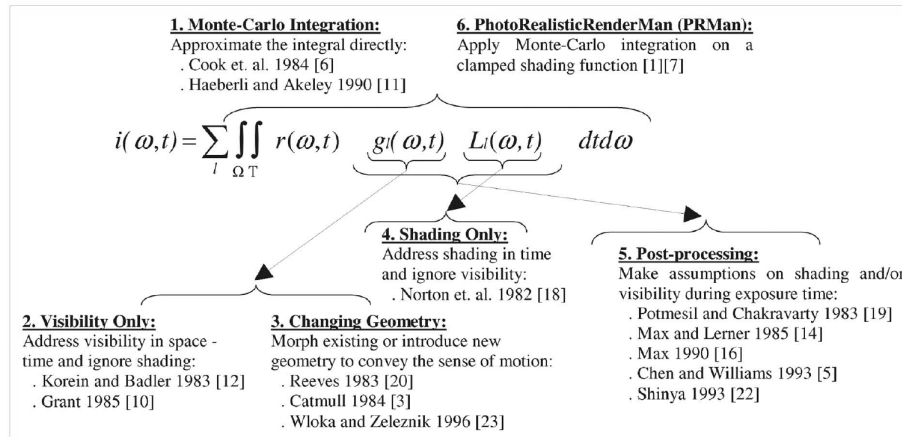 1. Monte-Carlo Integration:
Approximate the integral directly:
. Cook et. al. 1984 [6]
. Haeberli and Akeley 1990 [11]
6. PhotoRealisticRenderMan (PRMan):
Apply Monte-Carlo integration on a
clamped shading function [1][7]
i(ω,t) = ∑_l ∬_{Ω T} r(ω,t) g_l(ω,t) L_l(ω,t) dtdω
4. Shading Only:
Address shading in time
and ignore visibility:
. Norton et. al. 1982 [18]
5. Post-processing:
Make assumptions on shading and/or
visibility during exposure time:
. Potmesil and Chakravarty 1983 [19]
. Max and Lerner 1985 [14]
. Max 1990 [16]
. Chen and Williams 1993 [5]
. Shinya 1993 [22]
2. Visibility Only:
Address visibility in space -
time and ignore shading:
. Korein and Badler 1983 [12]
. Grant 1985 [10]
3. Changing Geometry:
Morph existing or introduce new
geometry to convey the sense of motion:
. Reeves 1983 [20]
. Catmull 1984 [3]
. Wloka and Zeleznik 1996 [23]